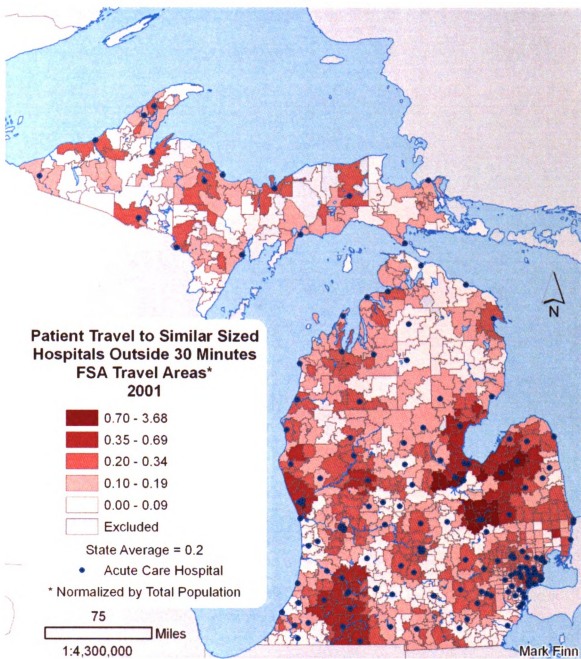 N
Patient Travel to Similar Sized
Hospitals Outside 30 Minutes
FSA Travel Areas*
2001
0.70 - 3.68
0.35 - 0.69
0.20 - 0.34
0.10 - 0.19
0.00 - 0.09
Excluded
State Average = 0.2
Acute Care Hospital
* Normalized by Total Population
75
Miles
1:4,300,000
Mark Finn